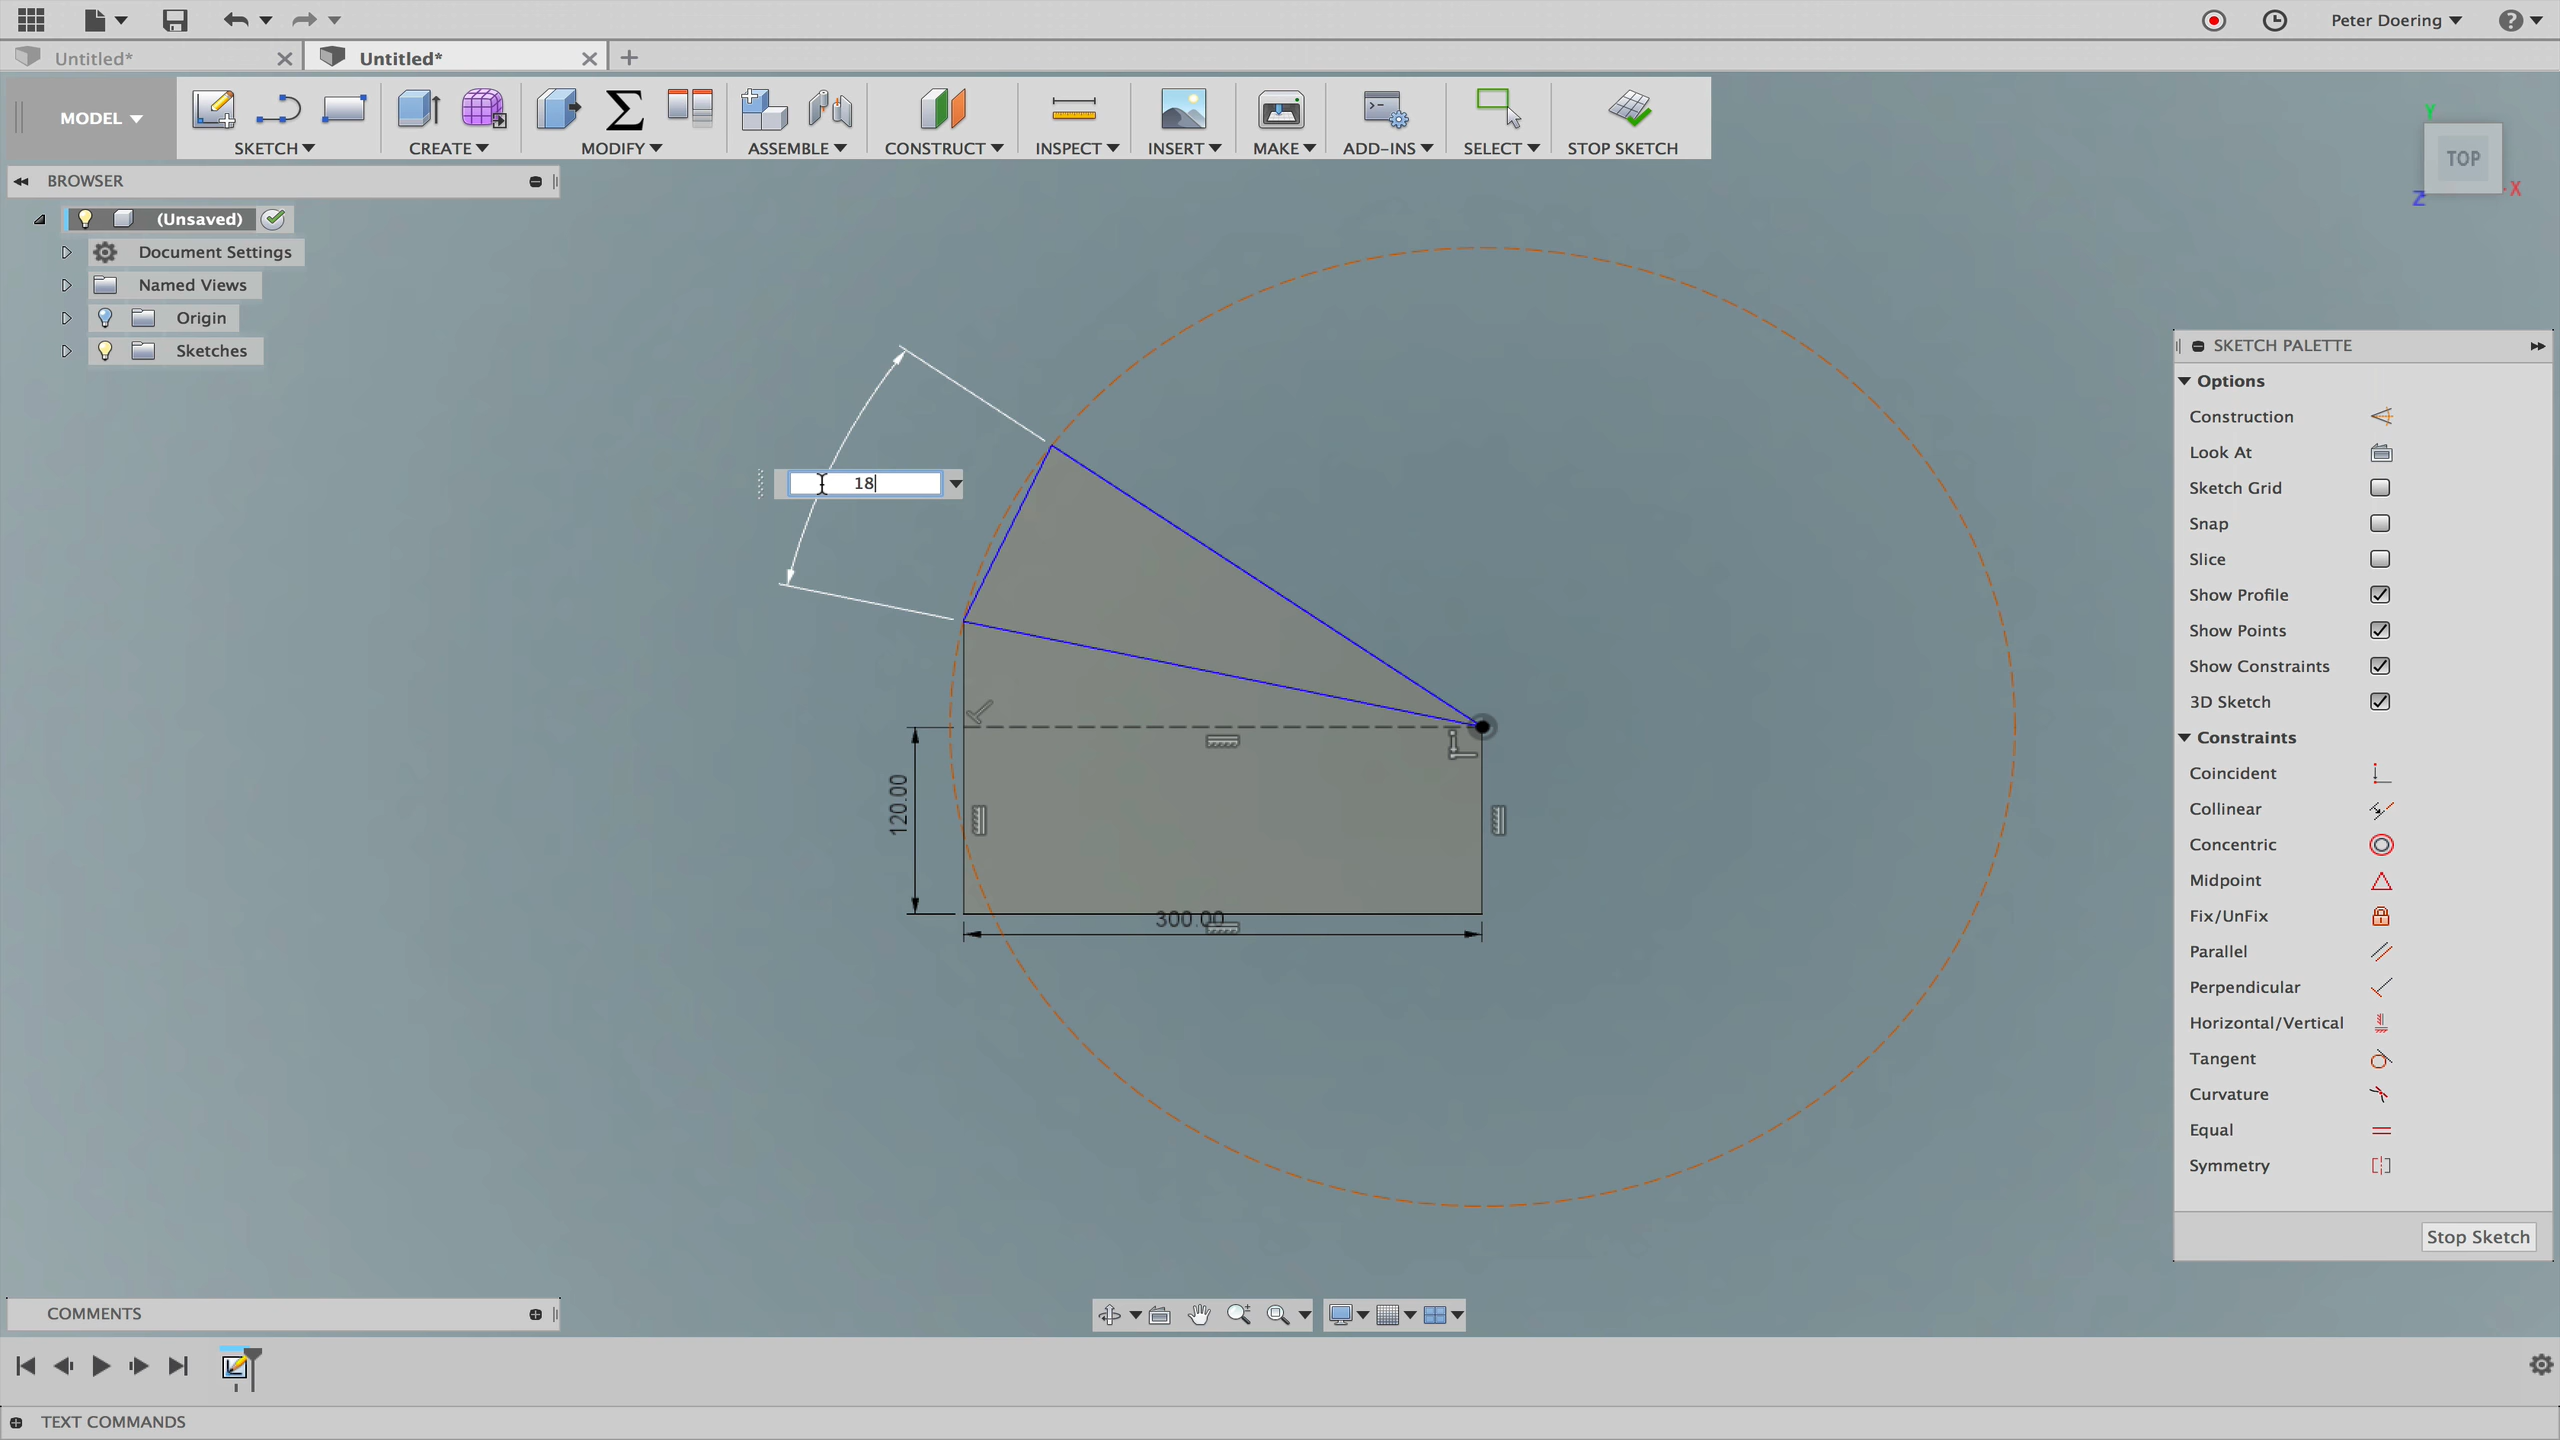 Peter Doering
Untitled*
Untitled*
MODEL
SKETCH
CREATE
MODIFY
ASSEMBLE
CONSTRUCT
INSPECT
INSERT
MAKE
ADD-INS
SELECT
STOP SKETCH
Y
TOP
X
Z
BROWSER
(Unsaved)
Document Settings
Named Views
Origin
Sketches
18
120.00
300.00
SKETCH PALETTE
Options
Construction
Look At
Sketch Grid
Snap
Slice
Show Profile
Show Points
Show Constraints
3D Sketch
Constraints
Coincident
Collinear
Concentric
Midpoint
Fix/UnFix
Parallel
Perpendicular
Horizontal/Vertical
Tangent
Curvature
Equal
Symmetry
Stop Sketch
COMMENTS
TEXT COMMANDS